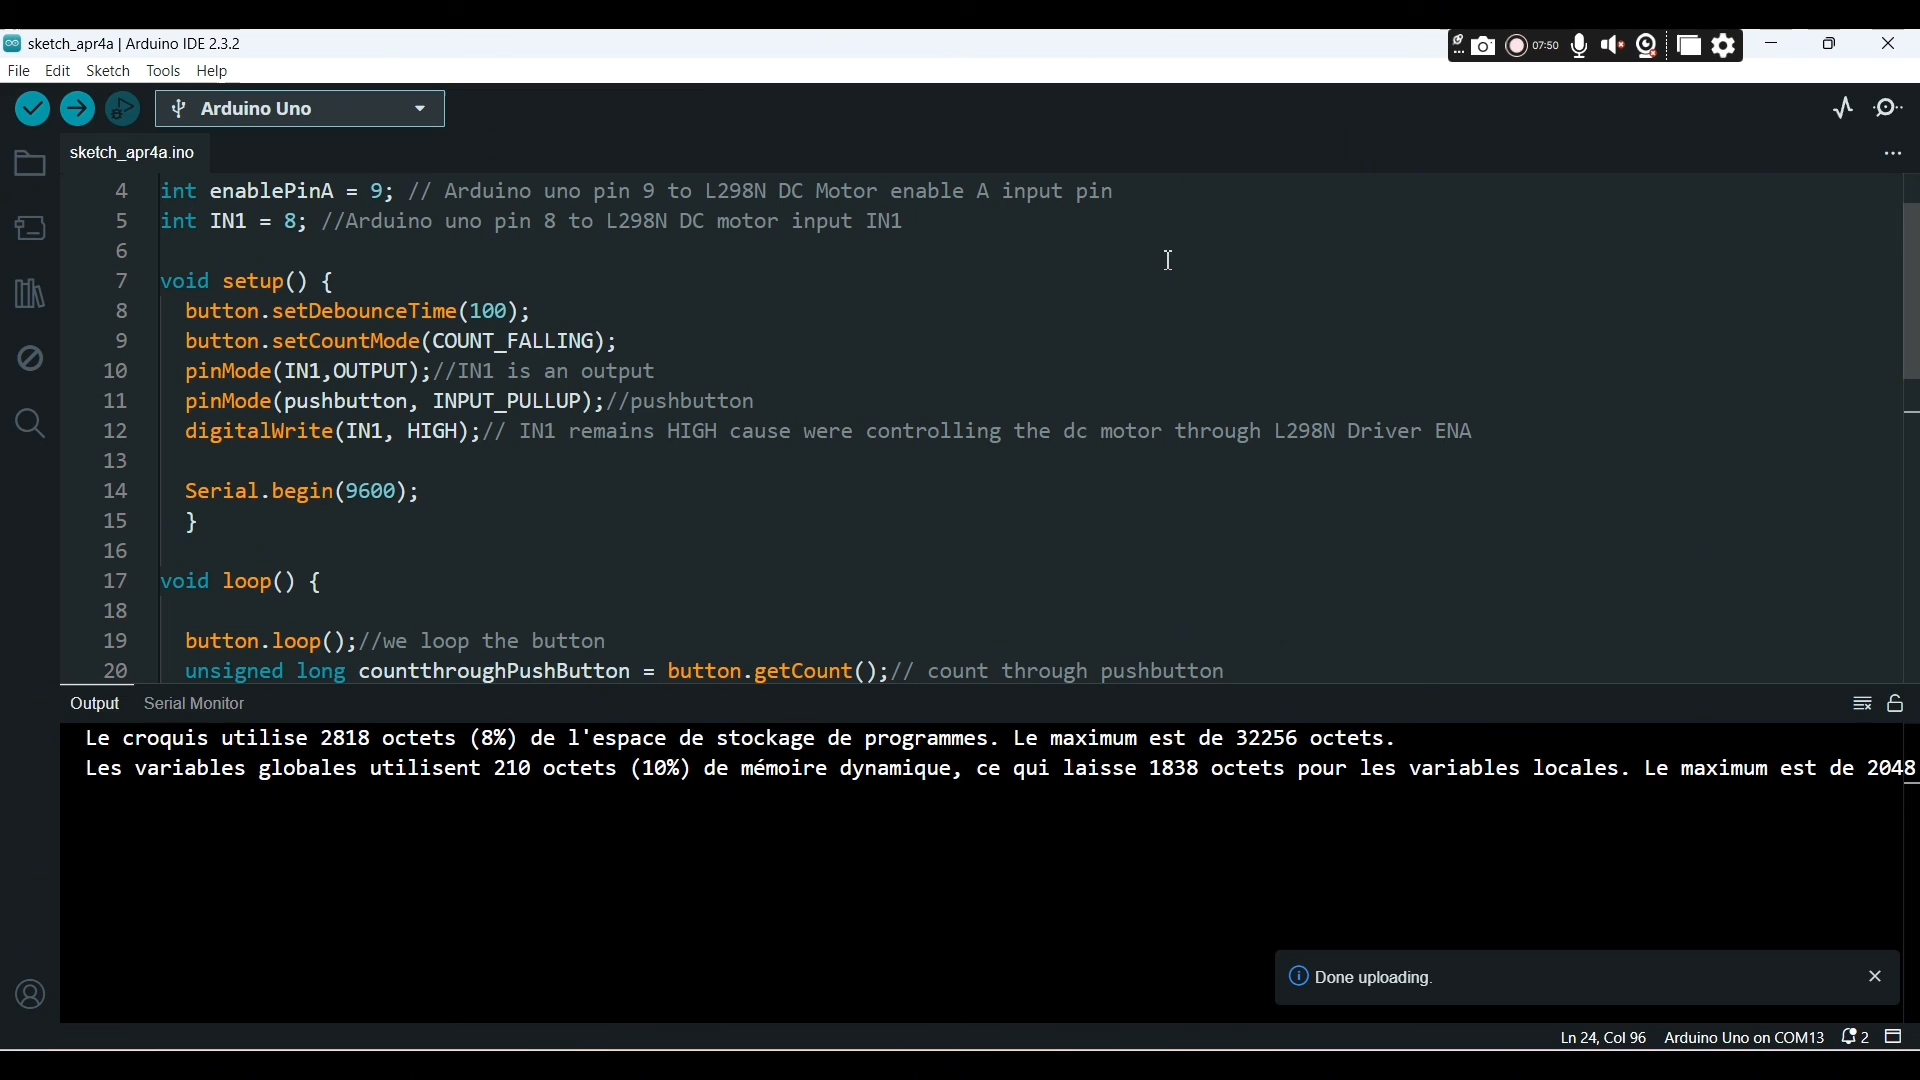 sketch_apr4a | Arduino IDE 2.3.2
07:50
File Edit Sketch Tools Help
Arduino Uno
sketch_apr4a.ino
4 int enablePinA = 9; // Arduino uno pin 9 to L298N DC Motor enable A input pin
5 int IN1 = 8; //Arduino uno pin 8 to L298N DC motor input IN1
6
7 void setup() {
8 button.setDebounceTime(100);
9 button.setCountMode(COUNT_FALLING);
10 pinMode(IN1,OUTPUT);//IN1 is an output
11 pinMode(pushbutton, INPUT_PULLUP);//pushbutton
12 digitalWrite(IN1, HIGH);// IN1 remains HIGH cause were controlling the dc motor through L298N Driver ENA
13
14 Serial.begin(9600);
15 }
16
17 void loop() {
18
19 button.loop();//we loop the button
20 unsigned long countthroughPushButton = button.getCount();// count through pushbutton
Output Serial Monitor
Le croquis utilise 2818 octets (8%) de l'espace de stockage de programmes. Le maximum est de 32256 octets.
Les variables globales utilisent 210 octets (10%) de mémoire dynamique, ce qui laisse 1838 octets pour les variables locales. Le maximum est de 2048
Done uploading.
Ln 24, Col 96 Arduino Uno on COM13 2